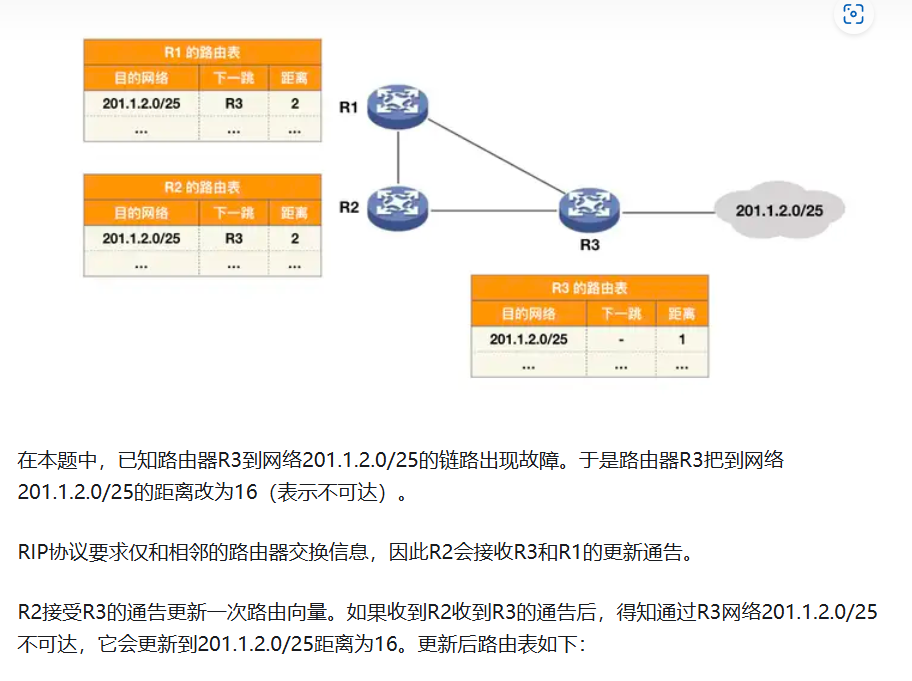 R1 的路由表
目的网络 下一跳 距离
201.1.2.0/25 R3 2
... ... ...
R1
R2 的路由表
目的网络 下一跳 距离
201.1.2.0/25 R3 2
... ... ...
R2
R3
201.1.2.0/25
R3 的路由表
目的网络 下一跳 距离
201.1.2.0/25 - 1
... ... ...
在本题中，已知路由器R3到网络201.1.2.0/25的链路出现故障。于是路由器R3把到网络
201.1.2.0/25的距离改为16（表示不可达）。
RIP协议要求仅和相邻的路由器交换信息，因此R2会接收R3和R1的更新通告。
R2接受R3的通告更新一次路由向量。如果收到R2收到R3的通告后，得知通过R3网络201.1.2.0/25
不可达，它会更新到201.1.2.0/25距离为16。更新后路由表如下：